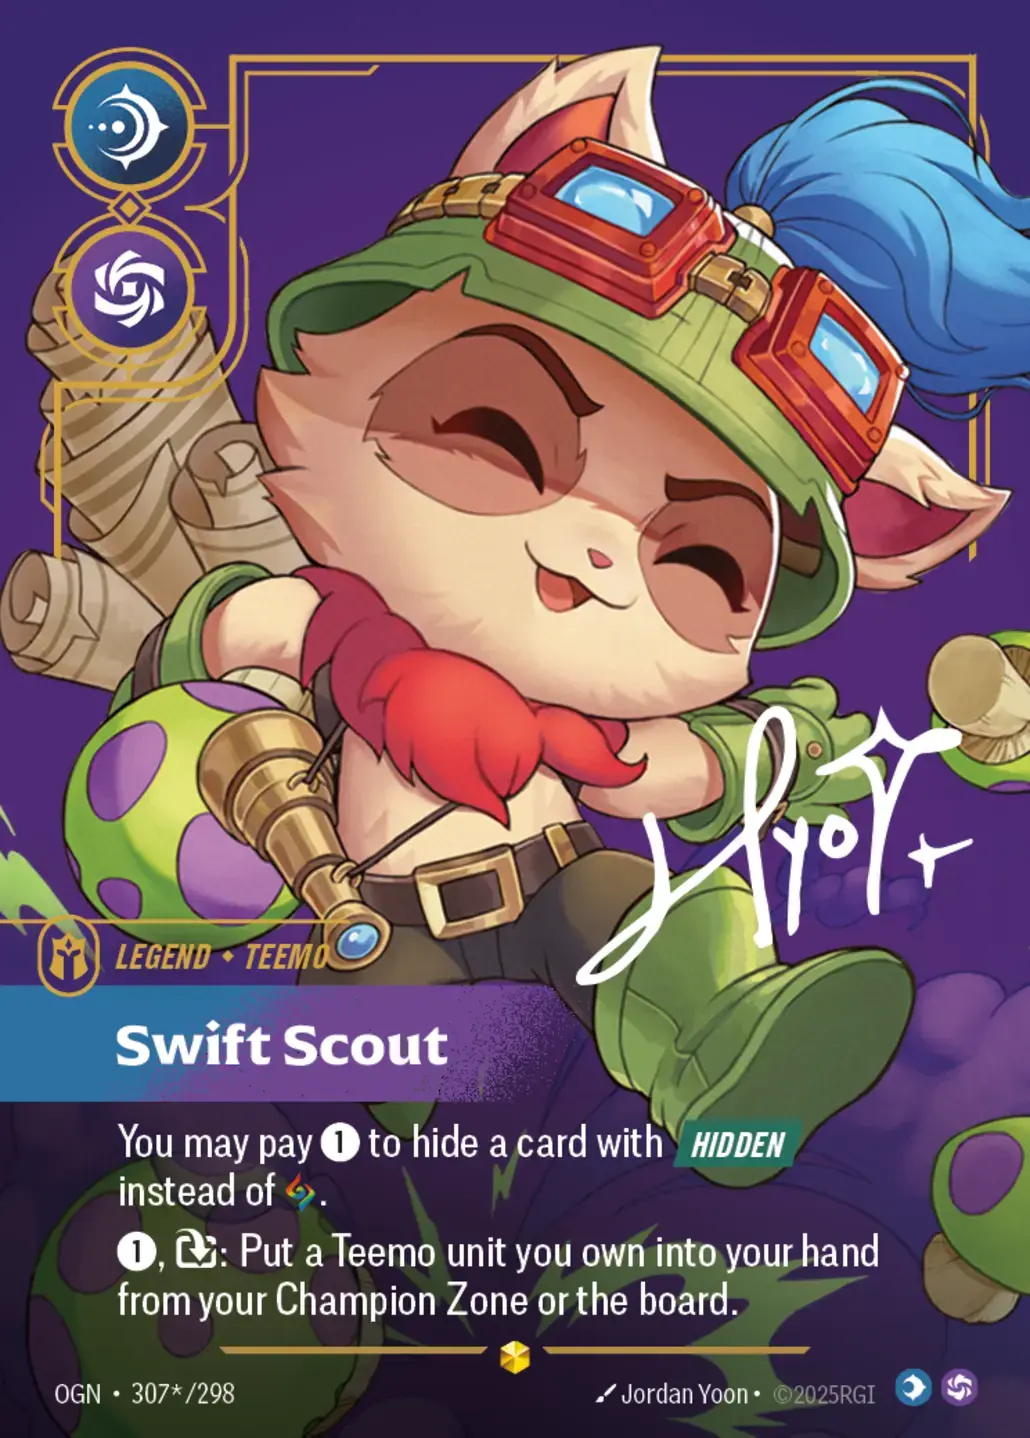 LEGEND • TEEMO
Swift Scout
You may pay 1 to hide a card with HIDDEN
instead of .
1, : Put a Teemo unit you own into your hand
from your Champion Zone or the board.
OGN • 307*/298
Jordan Yoon • ©2025RGI